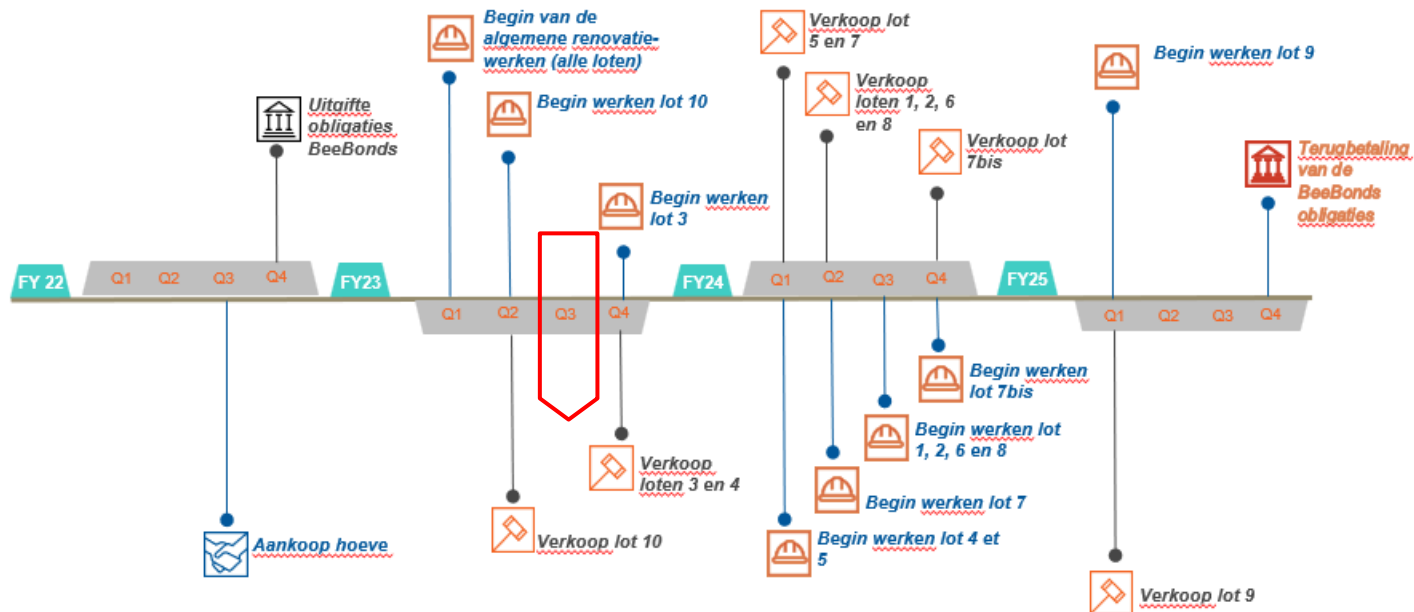 Begin van de
algemene renovatie-
werken (alle loten)
Begin werken lot 10
Uitgifte
obligaties
BeeBonds
Begin werken
lot 3
Verkoop lot
5 en 7
Verkoop
loten 1, 2, 6
en 8
Verkoop lot
7bis
Begin werken lot 9
Terugbetaling
van de
BeeBonds
obligaties
FY 22
Q1
Q2
Q3
Q4
FY23
Q1
Q2
Q3
Q4
FY24
Q1
Q2
Q3
Q4
FY25
Q1
Q2
Q3
Q4
Aankoop hoeve
Verkoop lot 10
Verkoop
loten 3 en 4
Begin werken lot 4 et
5
Begin werken lot 7
Begin werken lot
1, 2, 6 en 8
Begin werken
lot 7bis
Verkoop lot 9